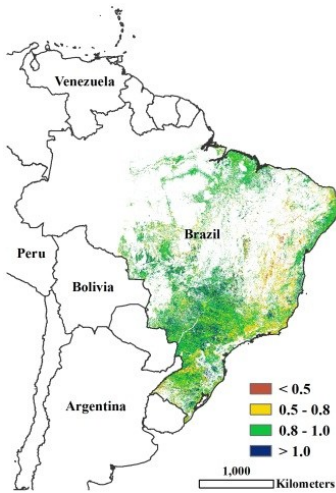 Venezuela
Brazil
Peru
Bolivia
Argentina
< 0.5
0.5 - 0.8
0.8 - 1.0
> 1.0
1,000
Kilometers